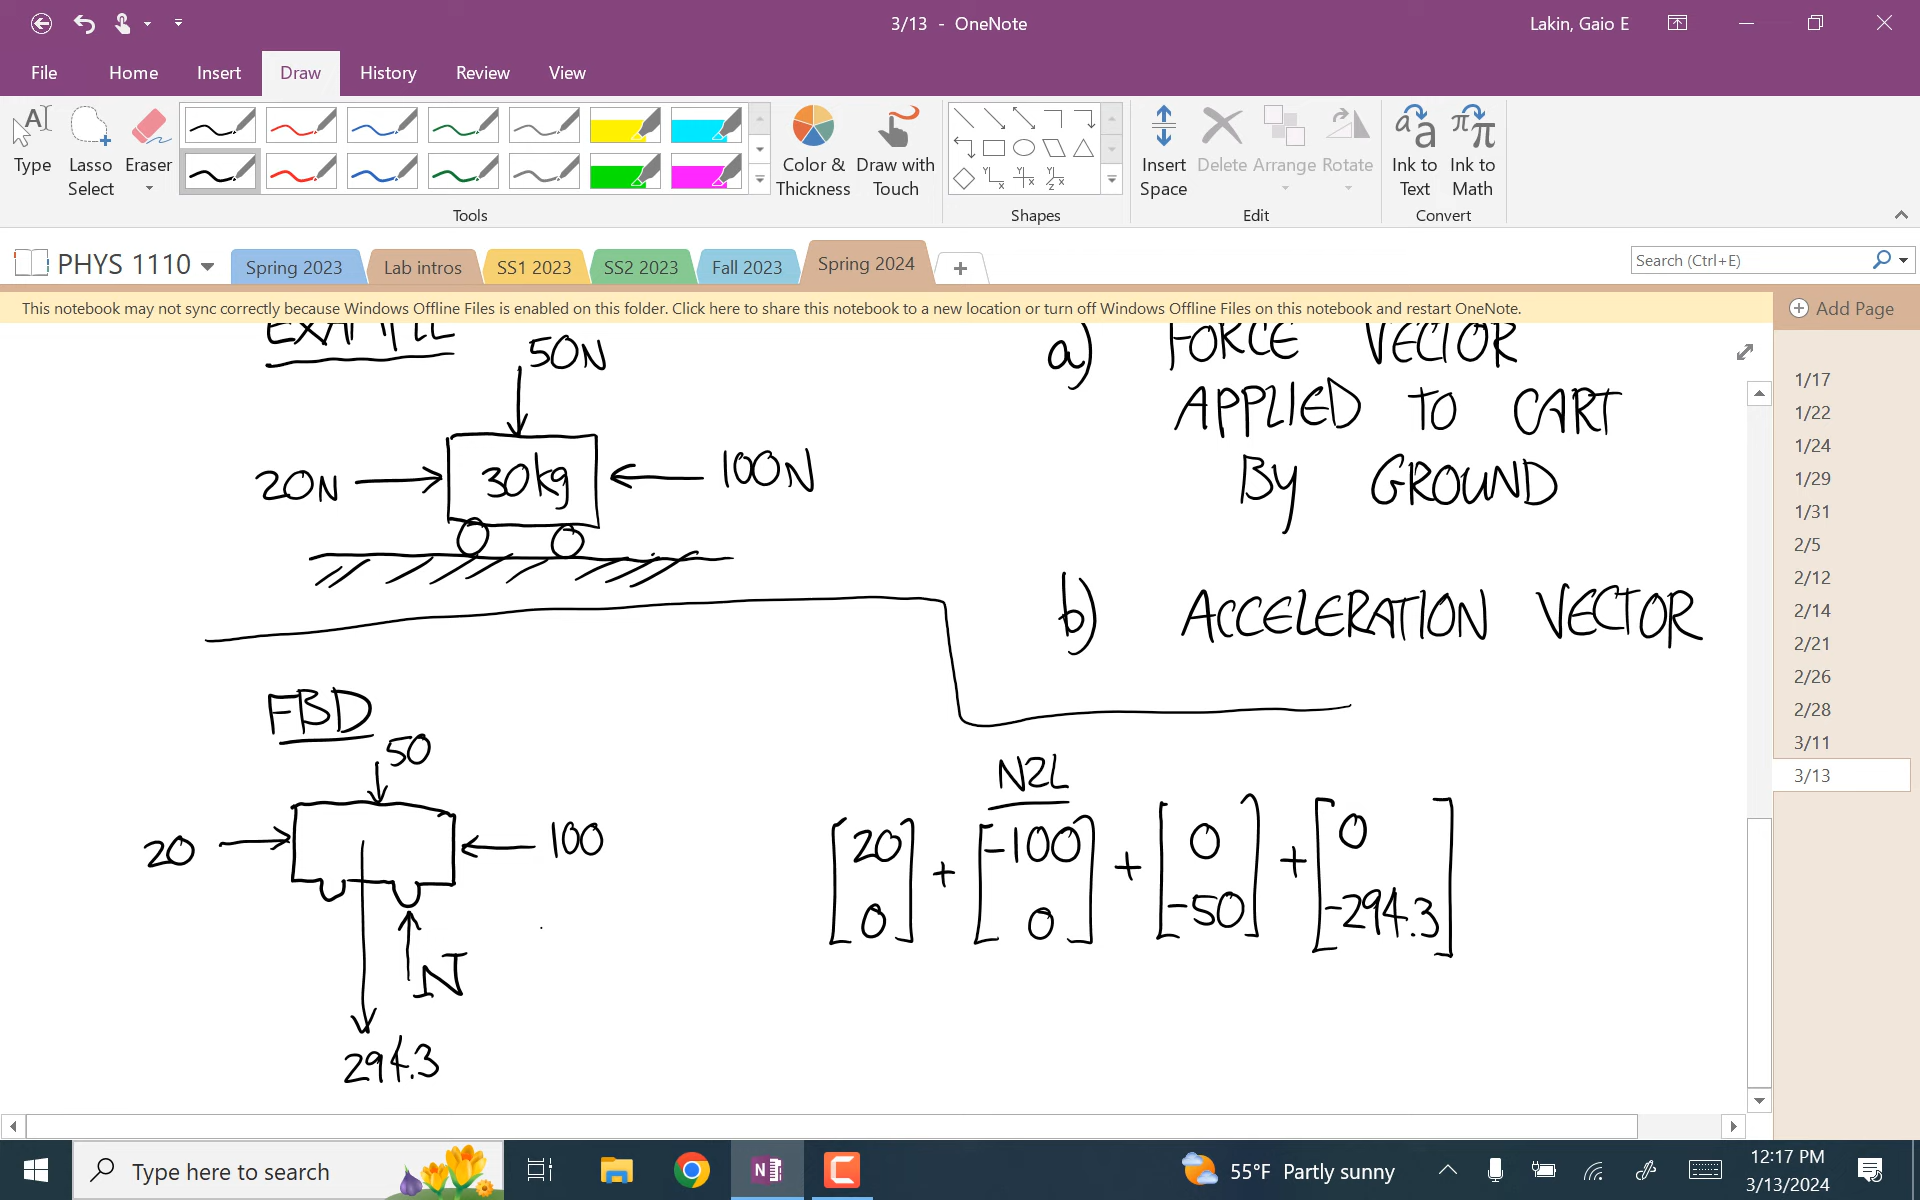 3/13 - OneNote
Lakin, Gaio E
File Home Insert Draw History Review View
Type
Lasso Select
Eraser
Color & Thickness
Draw with Touch
Insert Space
Delete
Arrange
Rotate
Ink to Text
Ink to Math
Tools
Shapes
Edit
Convert
PHYS 1110
Spring 2023
Lab intros
SS1 2023
SS2 2023
Fall 2023
Spring 2024
Search (Ctrl+E)
This notebook may not sync correctly because Windows Offline Files is enabled on this folder. Click here to share this notebook to a new location or turn off Windows Offline Files on this notebook and restart OneNote.
Add Page
1/17
1/22
1/24
1/29
1/31
2/5
2/12
2/14
2/21
2/26
2/28
3/11
3/13
EXAMPLE
50N
20N
30kg
100N
a) FORCE VECTOR
APPLIED TO CART
BY GROUND
b) ACCELERATION VECTOR
FBD
50
20
100
N
294.3
N2L
[20 0] + [-100 0] + [0 -50] + [0 -294.3]
Type here to search
55°F Partly sunny
12:17 PM
3/13/2024